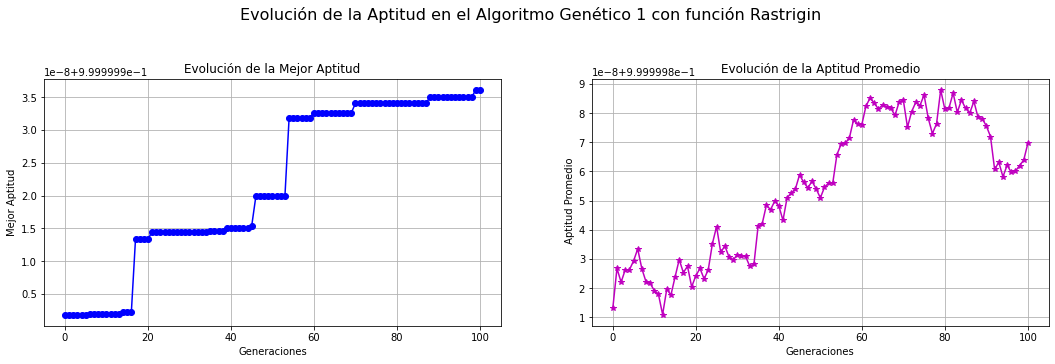 Evolución de la Aptitud en el Algoritmo Genético 1 con función Rastrigin
1e-8+9.999999e-1
Evolución de la Mejor Aptitud
3.5
3.0
2.5
2.0
1.5
1.0
0.5
Mejor Aptitud
0 20 40 60 80 100
Generaciones
1e-8+9.999998e-1
Evolución de la Aptitud Promedio
9
8
7
6
5
4
3
2
1
Aptitud Promedio
0 20 40 60 80 100
Generaciones